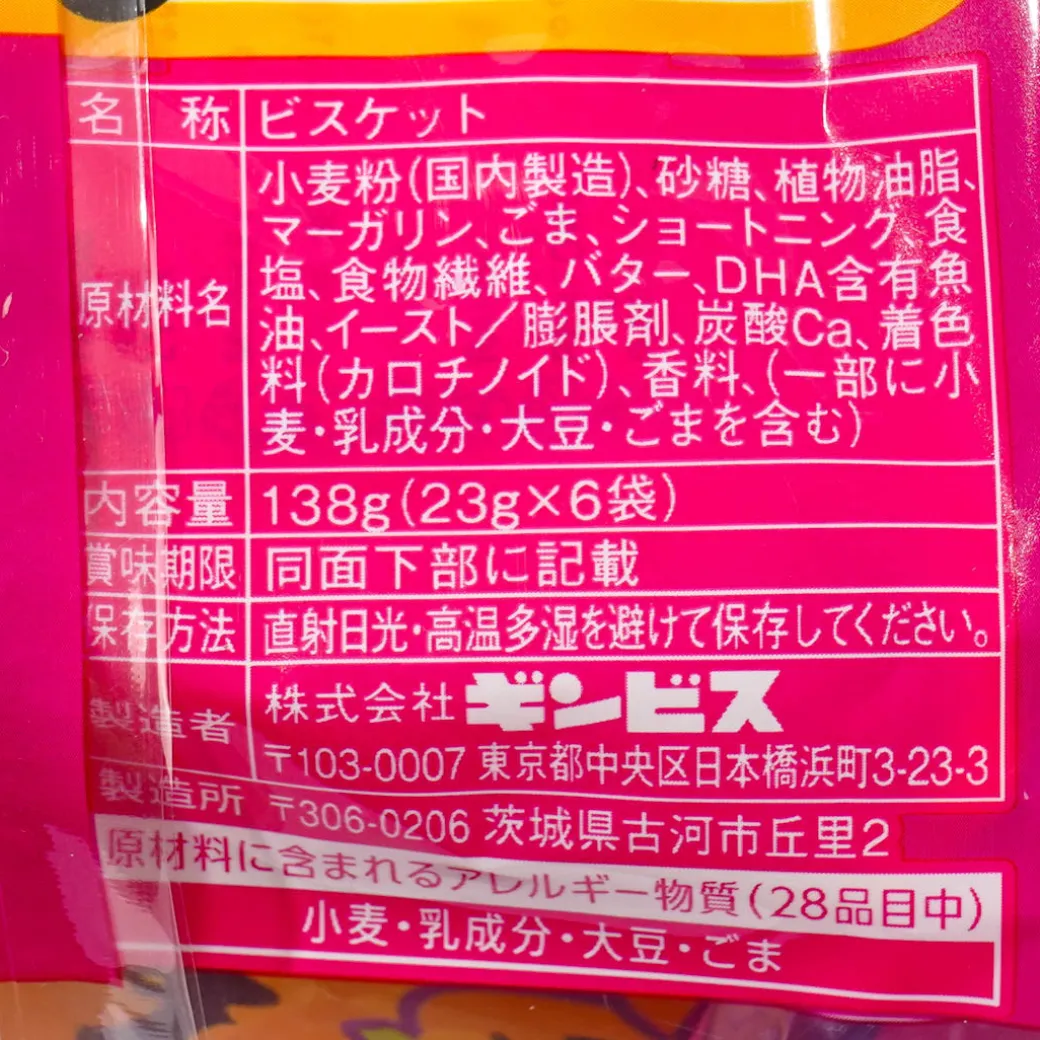 名称 ビスケット
原材料名 小麦粉(国内製造)、砂糖、植物油脂、
マーガリン、ごま、ショートニング、食
塩、食物繊維、バター、DHA含有魚
油、イースト／膨脹剤、炭酸Ca、着色
料(カロチノイド)、香料、(一部に小
麦・乳成分・大豆・ごまを含む)
内容量 138g(23g×6袋)
賞味期限 同面下部に記載
保存方法 直射日光・高温多湿を避けて保存してください。
製造者 株式会社ギンビス
〒103-0007 東京都中央区日本橋浜町3-23-3
製造所 〒306-0206 茨城県古河市丘里2
原材料に含まれるアレルギー物質(28品目中)
小麦・乳成分・大豆・ごま